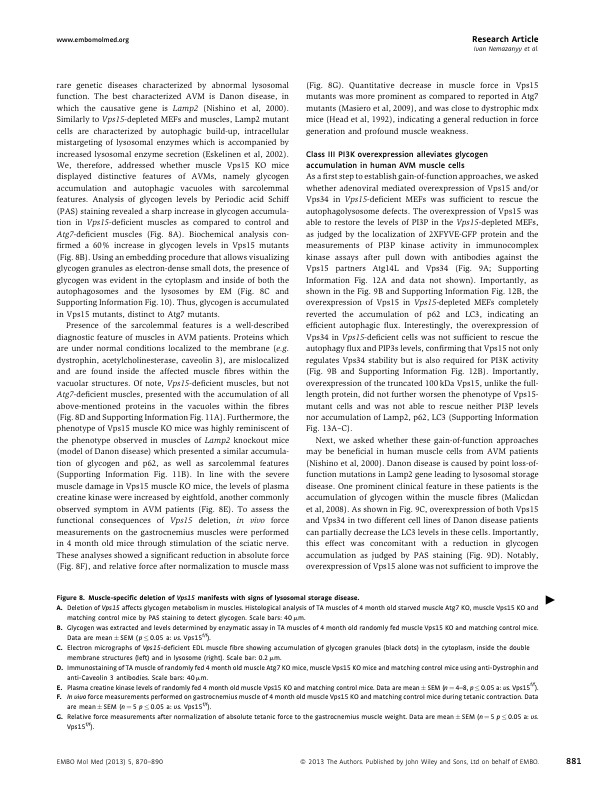 www.embomolmed.org
Research Article
Ivan Nemazanyy et al.
rare genetic diseases characterized by abnormal lysosomal
function. The best characterized AVM is Danon disease, in
which the causative gene is Lamp2 (Nishino et al, 2000).
Similarly to Vps15-depleted MEFs and muscles, Lamp2 mutant
cells are characterized by autophagic build-up, intracellular
mistargeting of lysosomal enzymes which is accompanied by
increased lysosomal enzyme secretion (Eskelinen et al, 2002).
We, therefore, addressed whether muscle Vps15 KO mice
displayed distinctive features of AVMs, namely glycogen
accumulation and autophagic vacuoles with sarcolemmal
features. Analysis of glycogen levels by Periodic acid Schiff
(PAS) staining revealed a sharp increase in glycogen accumula-
tion in Vps15-deficient muscles as compared to control and
Atg7-deficient muscles (Fig. 8A). Biochemical analysis con-
firmed a 60% increase in glycogen levels in Vps15 mutants
(Fig. 8B). Using an embedding procedure that allows visualizing
glycogen granules as electron-dense small dots, the presence of
glycogen was evident in the cytoplasm and inside of both the
autophagosomes and the lysosomes by EM (Fig. 8C and
Supporting Information Fig. 10). Thus, glycogen is accumulated
in Vps15 mutants, distinct to Atg7 mutants.
Presence of the sarcolemmal features is a well-described
diagnostic feature of muscles in AVM patients. Proteins which
are under normal conditions localized to the membrane (e.g.
dystrophin, acetylcholinesterase, caveolin 3), are mislocalized
and are found inside the affected muscle fibres within the
vacuolar structures. Of note, Vps15-deficient muscles, but not
Atg7-deficient muscles, presented with the accumulation of all
above-mentioned proteins in the vacuoles within the fibres
(Fig. 8D and Supporting Information Fig. 11A). Furthermore, the
phenotype of Vps15 muscle KO mice was highly reminiscent of
the phenotype observed in muscles of Lamp2 knockout mice
(model of Danon disease) which presented a similar accumula-
tion of glycogen and p62, as well as sarcolemmal features
(Supporting Information Fig. 11B). In line with the severe
muscle damage in Vps15 muscle KO mice, the levels of plasma
creatine kinase were increased by eightfold, another commonly
observed symptom in AVM patients (Fig. 8E). To assess the
functional consequences of Vps15 deletion, in vivo force
measurements on the gastrocnemius muscles were performed
in 4 month old mice through stimulation of the sciatic nerve.
These analyses showed a significant reduction in absolute force
(Fig. 8F), and relative force after normalization to muscle mass
(Fig. 8G). Quantitative decrease in muscle force in Vps15
mutants was more prominent as compared to reported in Atg7
mutants (Masiero et al, 2009), and was close to dystrophic mdx
mice (Head et al, 1992), indicating a general reduction in force
generation and profound muscle weakness.
Class III PI3K overexpression alleviates glycogen
accumulation in human AVM muscle cells
As a first step to establish gain-of-function approaches, we asked
whether adenoviral mediated overexpression of Vps15 and/or
Vps34 in Vps15-deleted MEFs was sufficient to rescue the
autophagolysosome defects. The overexpression of Vps15 was
able to restore the levels of PI3P in the Vps15-depleted MEFs,
as judged by the localization of 2XFYVE-GFP protein and the
measurements of PI3P kinase activity in immunocomplex
kinase assays after pull down with antibodies against the
Vps15 partners Atg14L and Vps34 (Fig. 9A; Supporting
Information Fig. 12A and data not shown). Importantly, as
shown in the Fig. 9B and Supporting Information Fig. 12B, the
overexpression of Vps15 in Vps15-depleted MEFs completely
reverted the accumulation of p62 and LC3, indicating an
efficient autophagic flux. Interestingly, the overexpression of
Vps34 in Vps15-deficient cells was not sufficient to rescue the
autophagy flux and PIP3s levels, confirming that Vps15 not only
regulates Vps34 stability but is also required for PI3K activity
(Fig. 9B and Supporting Information Fig. 12B). Importantly,
overexpression of the truncated 100 kDa Vps15, unlike the full-
length protein, did not further worsen the phenotype of Vps15-
mutant cells and was not able to rescue neither PI3P levels
nor accumulation of Lamp2, p62, LC3 (Supporting Information
Fig. 13A–C).
Next, we asked whether these gain-of-function approaches
may be beneficial in human muscle cells from AVM patients
(Nishino et al, 2000). Danon disease is caused by point loss-of-
function mutations in Lamp2 gene leading to lysosomal storage
disease. One prominent clinical feature in these patients is the
accumulation of glycogen within the muscle fibres (Malicdan
et al, 2008). As shown in Fig. 9C, overexpression of both Vps15
and Vps34 in two different cell lines of Danon disease patients
can partially decrease the LC3 levels in these cells. Importantly,
this effect was concomitant with a reduction in glycogen
accumulation as judged by PAS staining (Fig. 9D). Notably,
overexpression of Vps15 alone was not sufficient to improve the
Figure 8. Muscle-specific deletion of Vps15 manifests with signs of lysosomal storage disease.
A. Deletion of Vps15 affects glycogen metabolism in muscles. Histological analysis of TA muscles of 4 month old starved muscle Atg7 KO, muscle Vps15 KO and
matching control mice by PAS staining to detect glycogen. Scale bars: 40 μm.
B. Glycogen was extracted and levels determined by enzymatic assay in TA muscles of 4 month old randomly fed muscle Vps15 KO and matching control mice.
Data are mean ± SEM (p ≤ 0.05 a: vs. Vps15f/f).
C. Electron micrographs of Vps15-deficient EDL muscle fibre showing accumulation of glycogen granules (black dots) in the cytoplasm, inside the double
membrane structures (left) and in lysosome (right). Scale bar: 0.2 μm.
D. Immunostaining of TA muscle of randomly fed 4 month old muscle Atg7 KO mice, muscle Vps15 KO mice and matching control mice using anti-Dystrophin and
anti-Caveolin 3 antibodies. Scale bars: 40 μm.
E. Plasma creatine kinase levels of randomly fed 4 month old muscle Vps15 KO and matching control mice. Data are mean ± SEM (n = 4–8, p ≤ 0.05 a: vs. Vps15f/f).
F. In vivo force measurements performed on gastrocnemius muscle of 4 month old muscle Vps15 KO and matching control mice during tetanic contraction. Data
are mean ± SEM (n = 5 p ≤ 0.05 a: vs. Vps15f/f).
G. Relative force measurements after normalization of absolute tetanic force to the gastrocnemius muscle weight. Data are mean ± SEM (n = 5 p ≤ 0.05 a: vs.
Vps15f/f).
EMBO Mol Med (2013) 5, 870–890
© 2013 The Authors. Published by John Wiley and Sons, Ltd on behalf of EMBO.
881